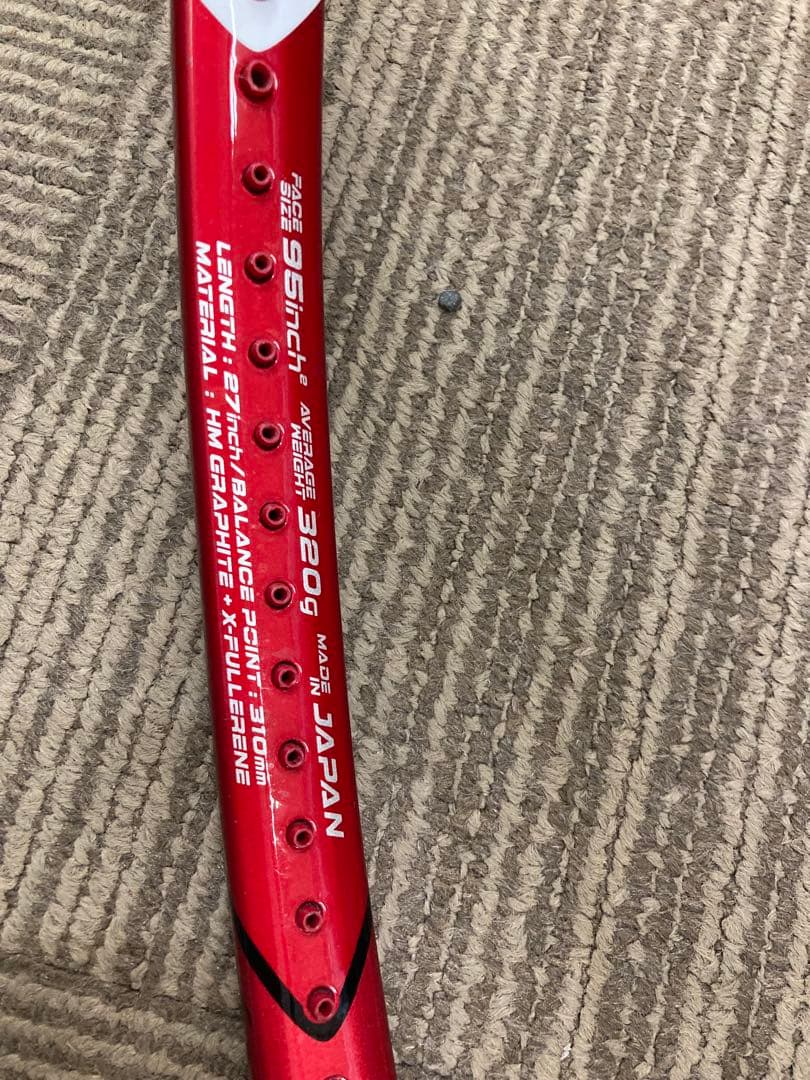 FACE SIZE 95inch² AVERAGE WEIGHT 320g MADE IN JAPAN
LENGTH : 27inch/BALANCE POINT : 310mm
MATERIAL : HM GRAPHITE + X-FULLERENE